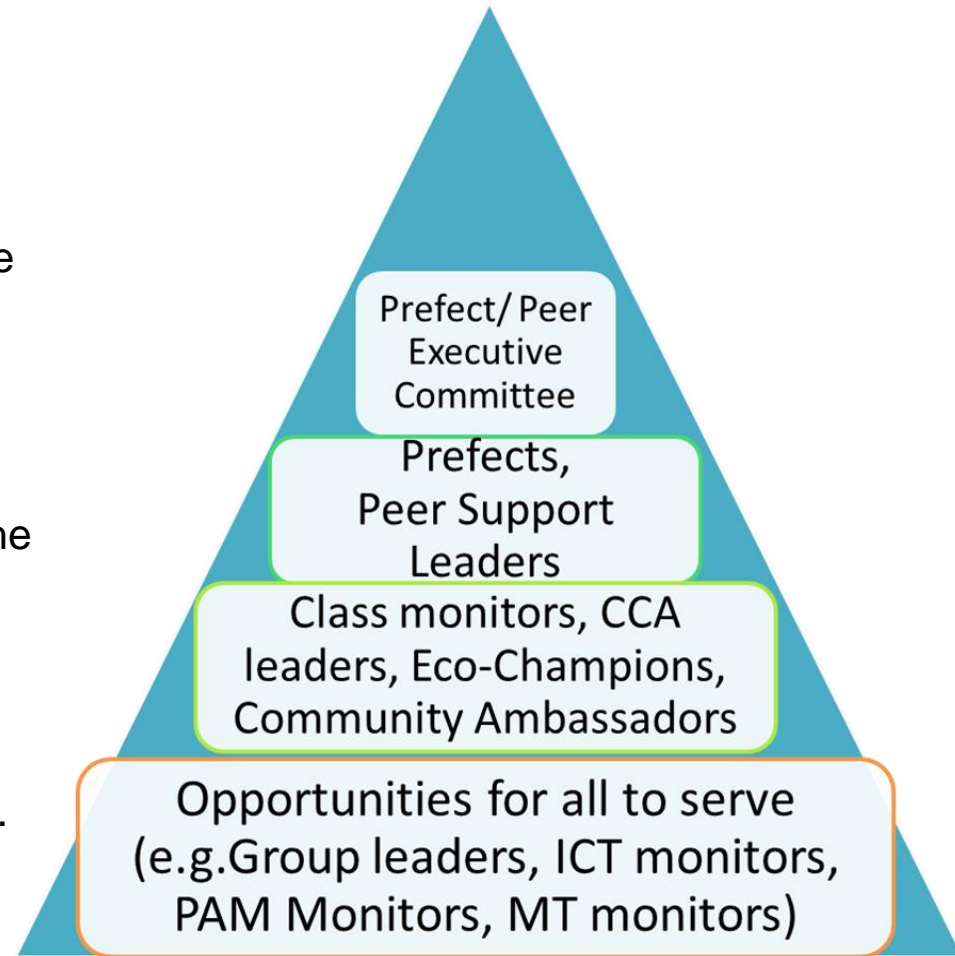 Prefect/ Peer
Executive
Committee
Prefects,
Peer Support
Leaders
Class monitors, CCA
leaders, Eco-Champions,
Community Ambassadors
Opportunities for all to serve
(e.g.Group leaders, ICT monitors,
PAM Monitors, MT monitors)